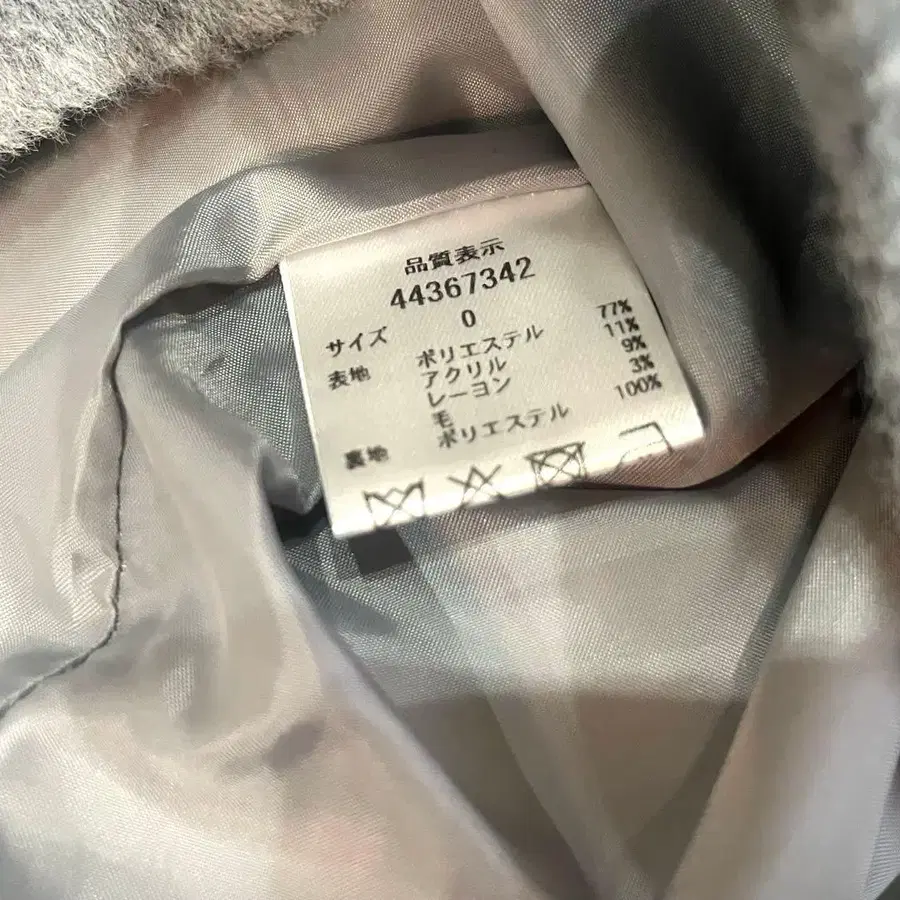 品質表示
44367342
サイズ 0
表地 ポリエステル 77%
アクリル 11%
レーヨン 9%
毛 3%
裏地 ポリエステル 100%